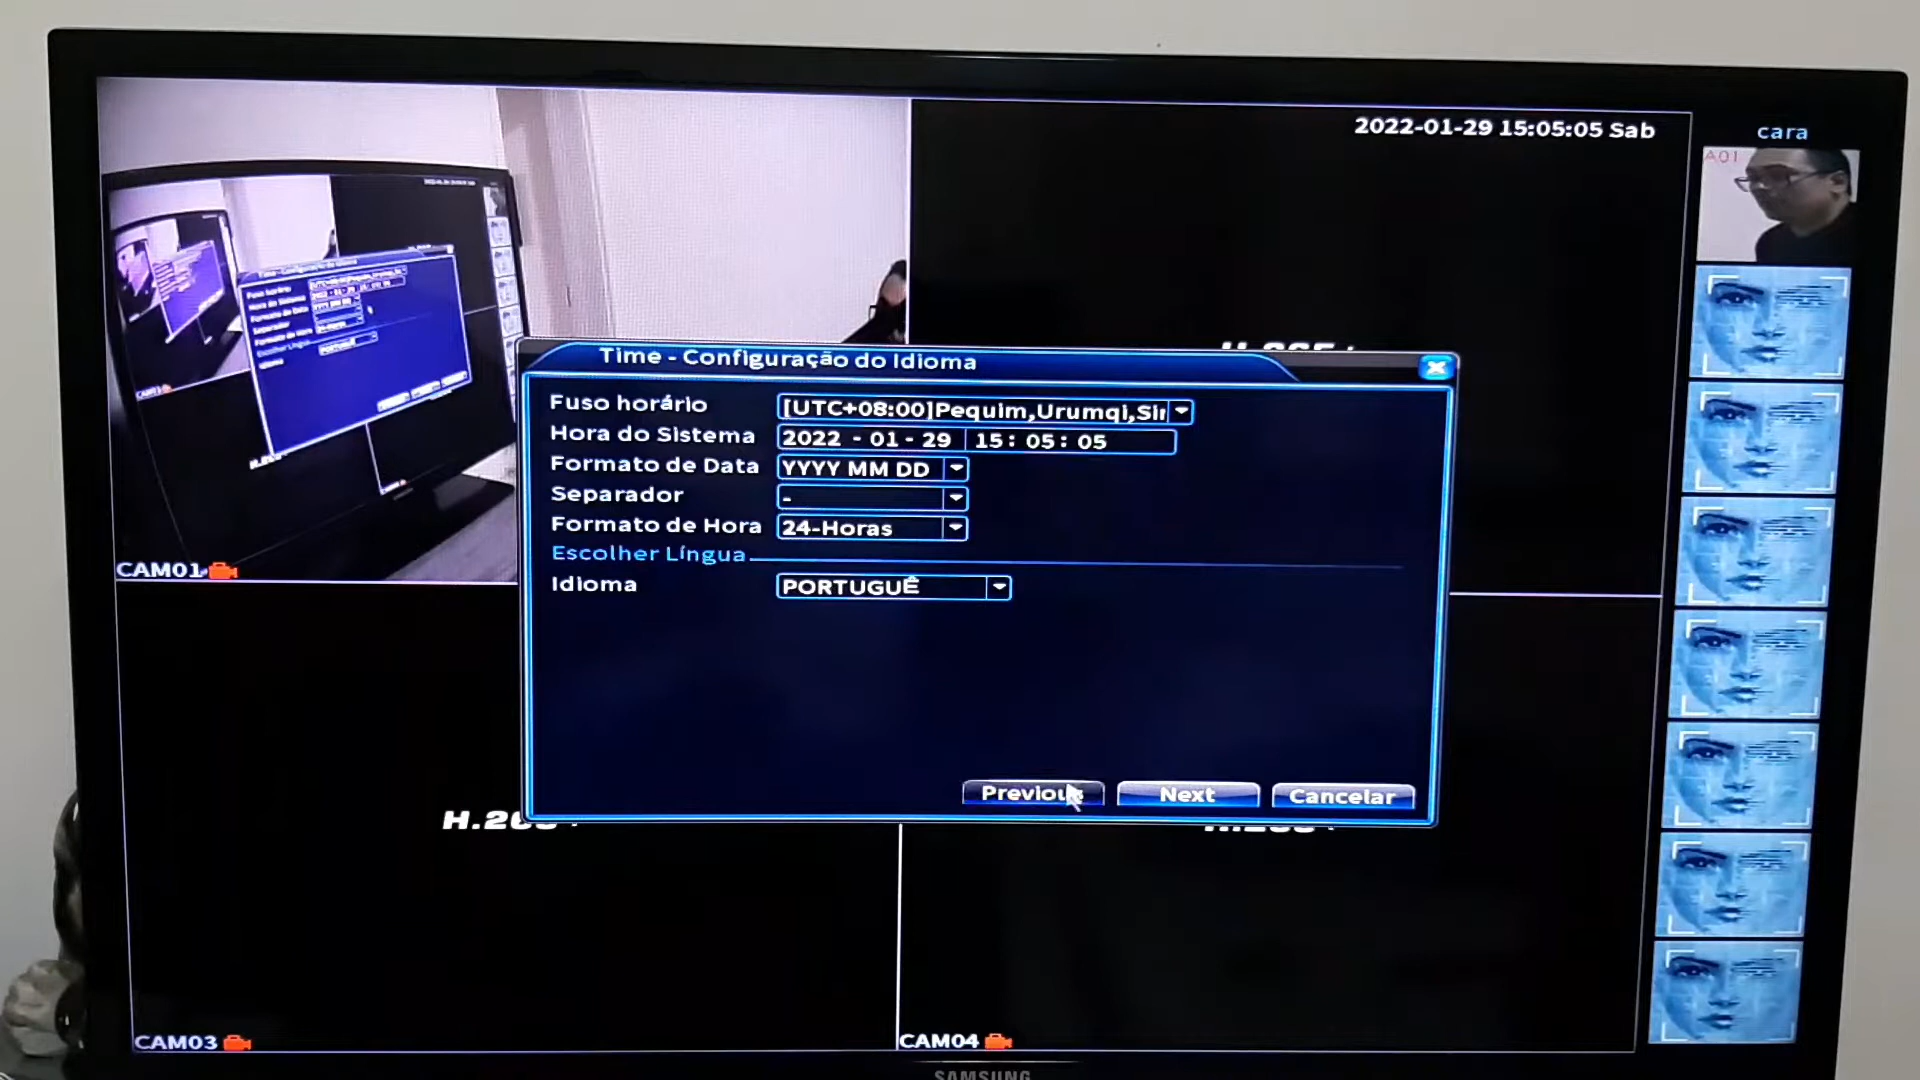 2022-01-29 15:05:05 Sab
cara
A01
Time - Configuração do Idioma
Fuso horário [UTC+08:00]Pequim,Urumqi,Sin
Hora do Sistema 2022 - 01 - 29 15: 05: 05
Formato de Data YYYY MM DD
Separador -
Formato de Hora 24-Horas
Escolher Língua
Idioma PORTUGUÊ
Previous Next Cancelar
CAM01
CAM03
CAM04
SAMSUNG